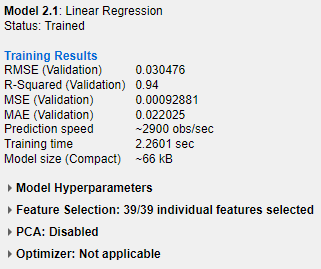 Model 2.1: Linear Regression
Status: Trained
Training Results
RMSE (Validation) 0.030476
R-Squared (Validation) 0.94
MSE (Validation) 0.00092881
MAE (Validation) 0.022025
Prediction speed ~2900 obs/sec
Training time 2.2601 sec
Model size (Compact) ~66 kB
Model Hyperparameters
Feature Selection: 39/39 individual features selected
PCA: Disabled
Optimizer: Not applicable